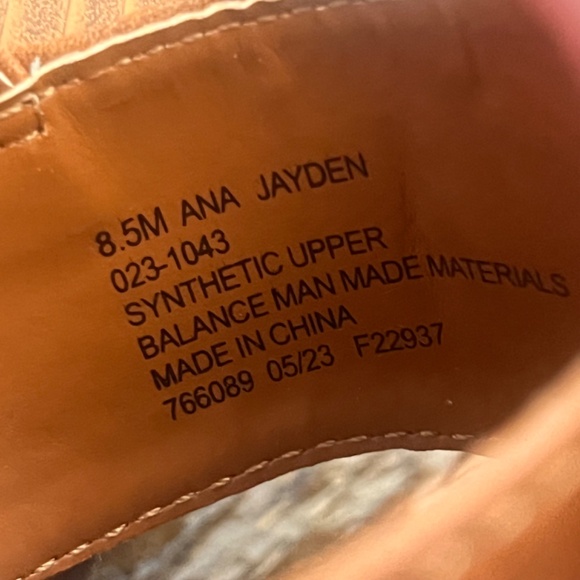 8.5M ANA JAYDEN
023-1043
SYNTHETIC UPPER
BALANCE MAN MADE MATERIALS
MADE IN CHINA
766089 05/23 F22937